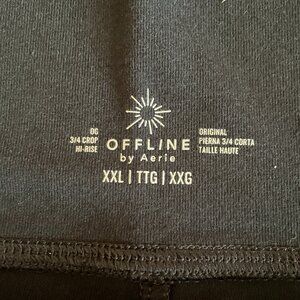 OG
3/4 CROP
HI-RISE
OFFLINE
by Aerie
ORIGINAL
PIERNA 3/4 CORTA
TAILLE HAUTE
XXL | TTG | XXG